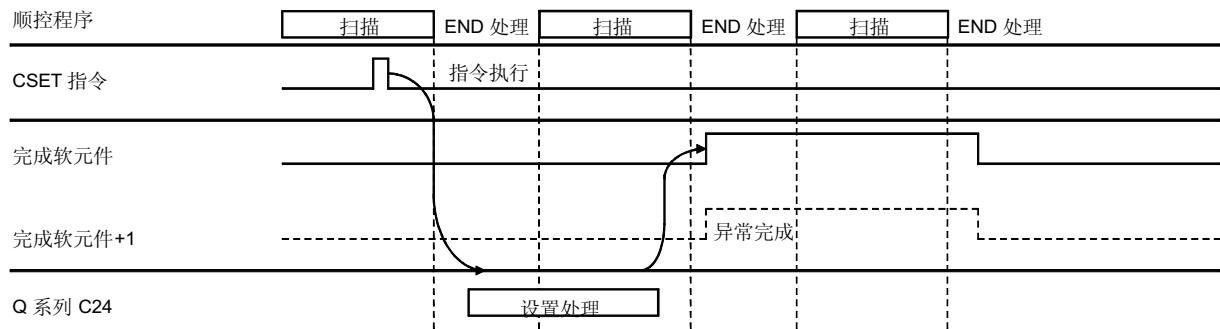 顺控程序
扫描 END 处理 扫描 END 处理 扫描 END 处理
CSET 指令
指令执行
完成软元件
完成软元件+1
异常完成
Q 系列 C24
设置处理